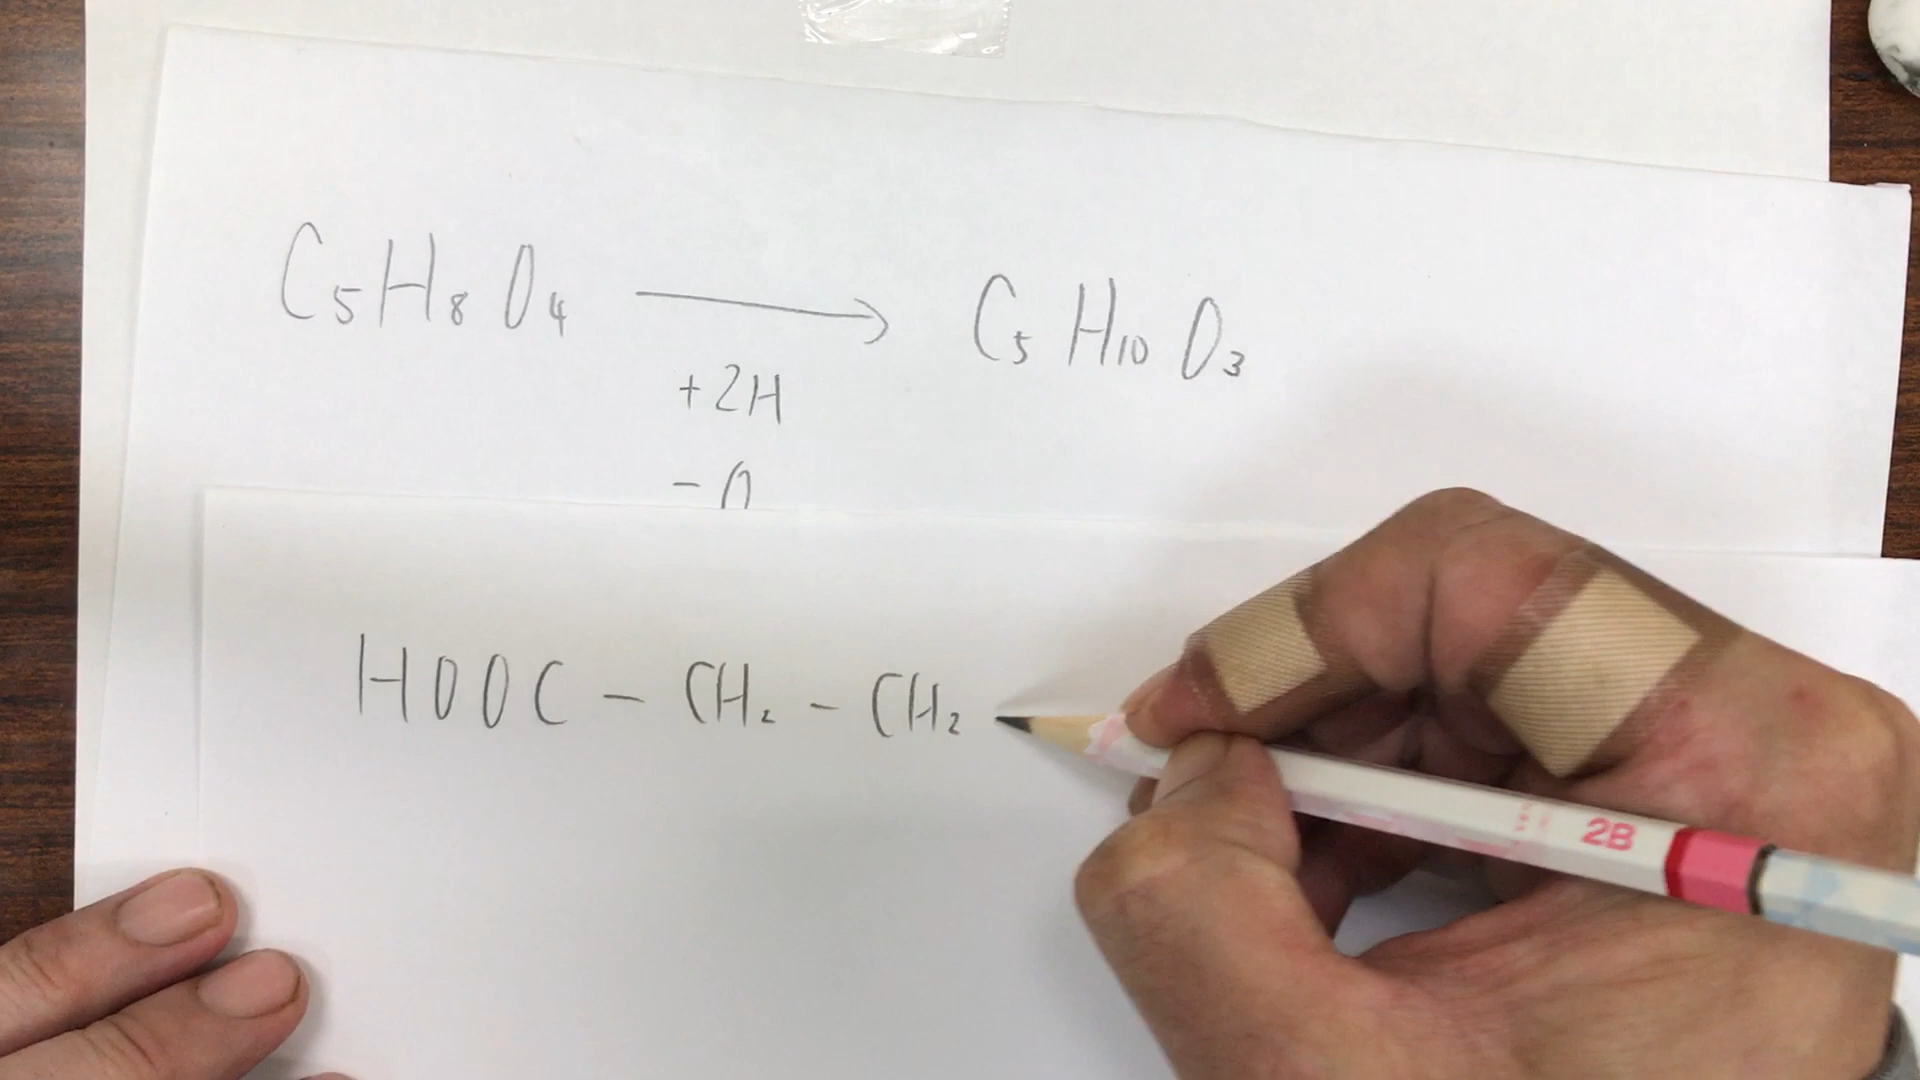 C₅H₈O₄ → C₅H₁₀O₃
+2H
HOOC - CH₂ - CH₂
2B